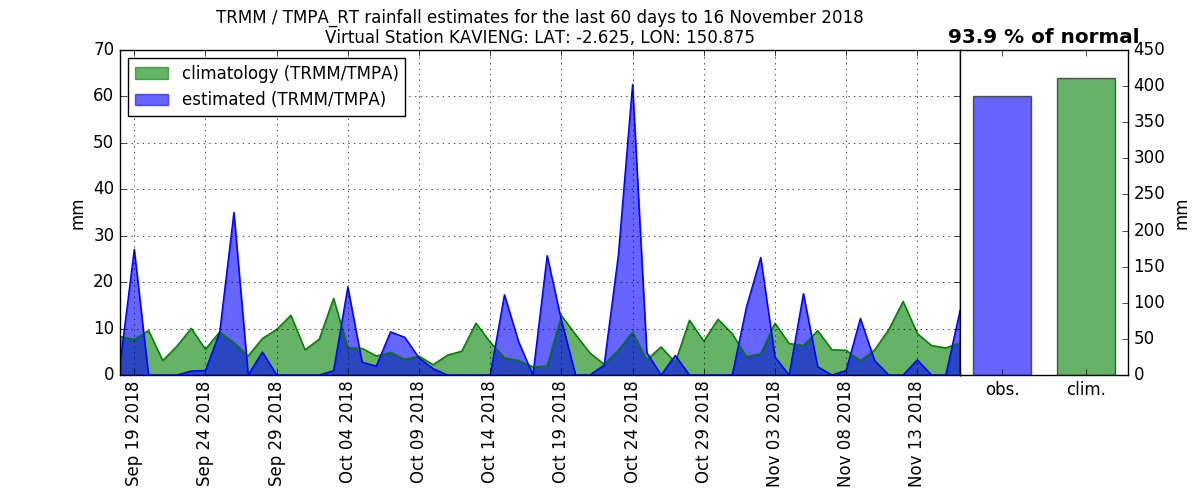 TRMM / TMPA_RT rainfall estimates for the last 60 days to 16 November 2018
Virtual Station KAVIENG: LAT: -2.625, LON: 150.875
93.9 % of normal
climatology (TRMM/TMPA)
estimated (TRMM/TMPA)
70
60
50
40
30
20
10
0
mm
450
400
350
300
250
200
150
100
50
0
mm
Sep 19 2018
Sep 24 2018
Sep 29 2018
Oct 04 2018
Oct 09 2018
Oct 14 2018
Oct 19 2018
Oct 24 2018
Oct 29 2018
Nov 03 2018
Nov 08 2018
Nov 13 2018
obs.
clim.